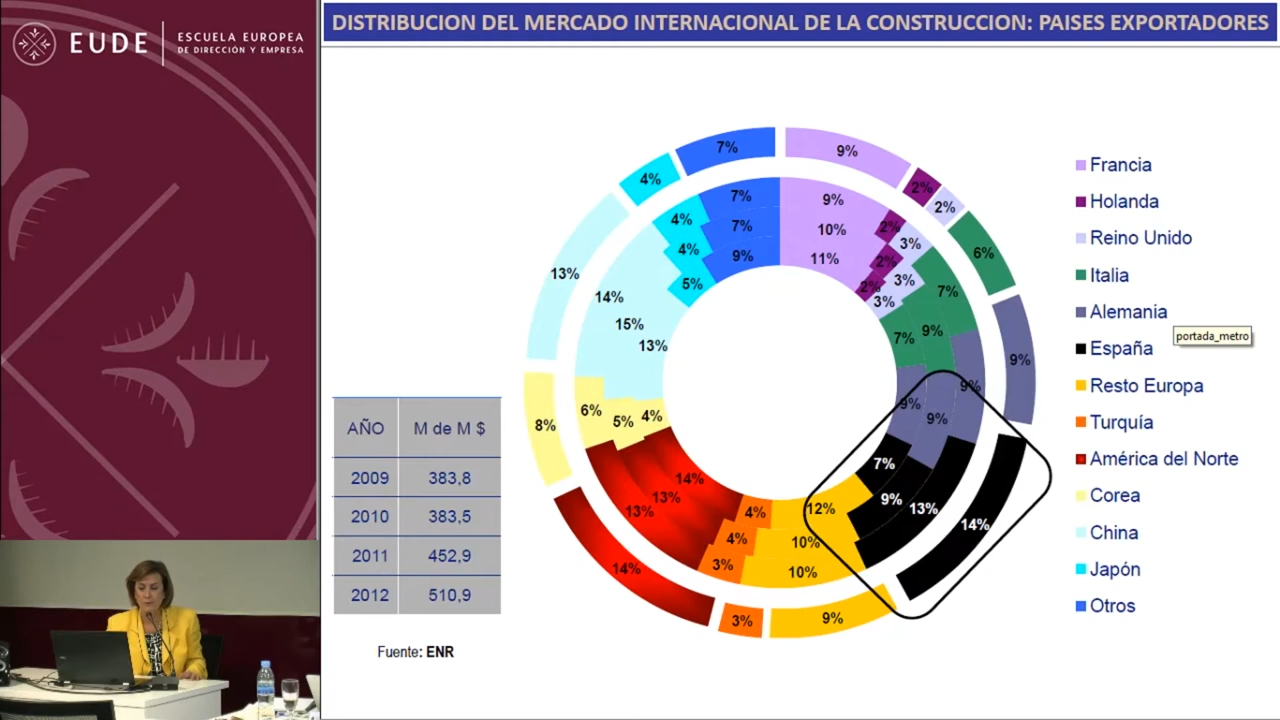 EUDE
ESCUELA EUROPEA
DE DIRECCIÓN Y EMPRESA
DISTRIBUCION DEL MERCADO INTERNACIONAL DE LA CONSTRUCCION: PAISES EXPORTADORES
7%
9%
4%
2%
2%
13%
6%
9%
8%
14%
14%
3%
9%
7%
9%
4%
2%
3%
14%
7%
9%
6%
13%
13%
3%
10%
7%
10%
4%
2%
3%
15%
9%
9%
5%
9%
13%
4%
10%
9%
11%
5%
2%
3%
13%
7%
9%
4%
7%
14%
4%
12%
Francia
Holanda
Reino Unido
Italia
Alemania
España
Resto Europa
Turquía
América del Norte
Corea
China
Japón
Otros
portada_metro
AÑO M de M $
2009 383,8
2010 383,5
2011 452,9
2012 510,9
Fuente: ENR